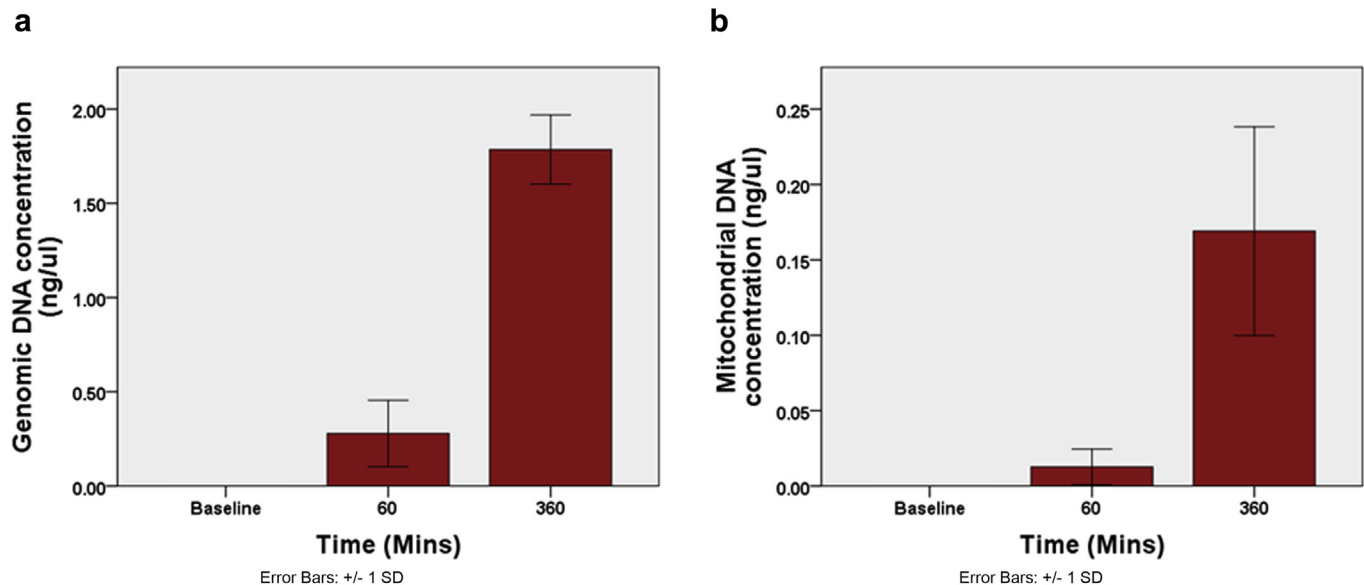 a
Genomic DNA concentration
(ng/ul)
2.00
1.50
1.00
0.50
0.00
Baseline
60
360
Time (Mins)
Error Bars: +/- 1 SD
b
Mitochondrial DNA
concentration (ng/ul)
0.25
0.20
0.15
0.10
0.05
0.00
Baseline
60
360
Time (Mins)
Error Bars: +/- 1 SD